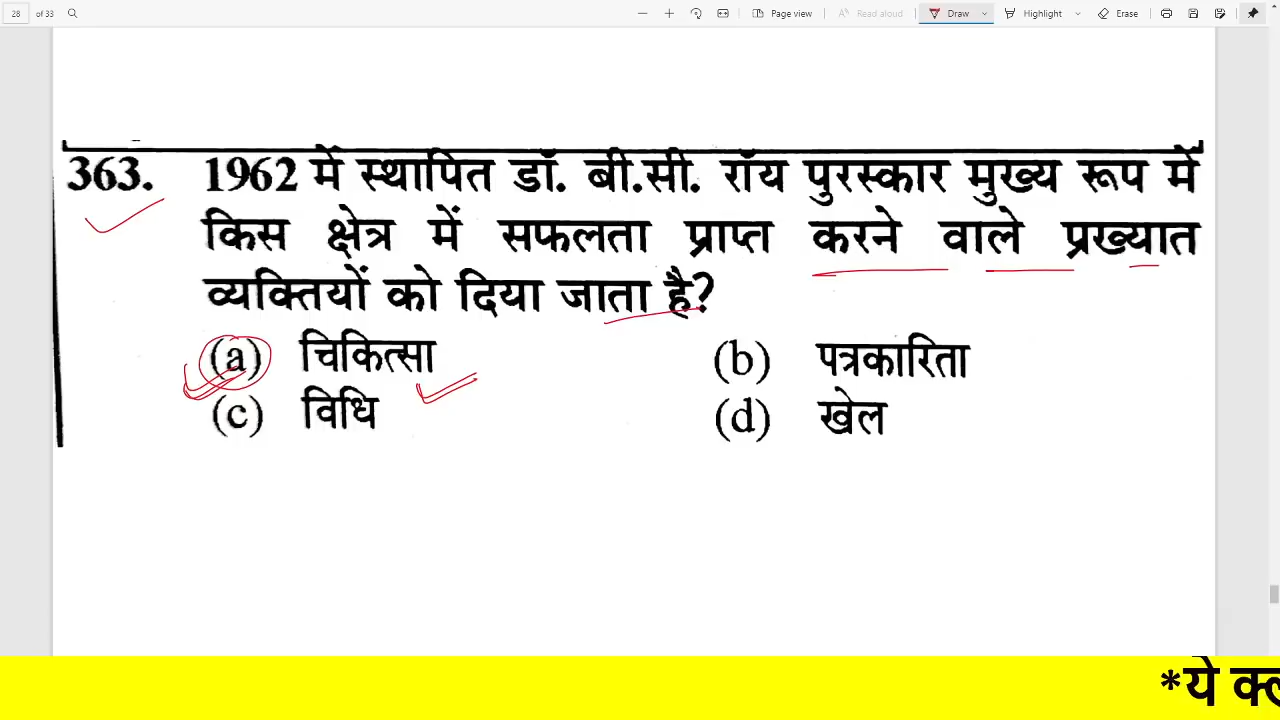 28 of 33 Page view Read aloud Draw Highlight Erase
363. 1962 में स्थापित डॉ. बी.सी. रॉय पुरस्कार मुख्य रूप में
किस क्षेत्र में सफलता प्राप्त करने वाले प्रख्यात
व्यक्तियों को दिया जाता है?
(a) चिकित्सा (b) पत्रकारिता
(c) विधि (d) खेल
*ये